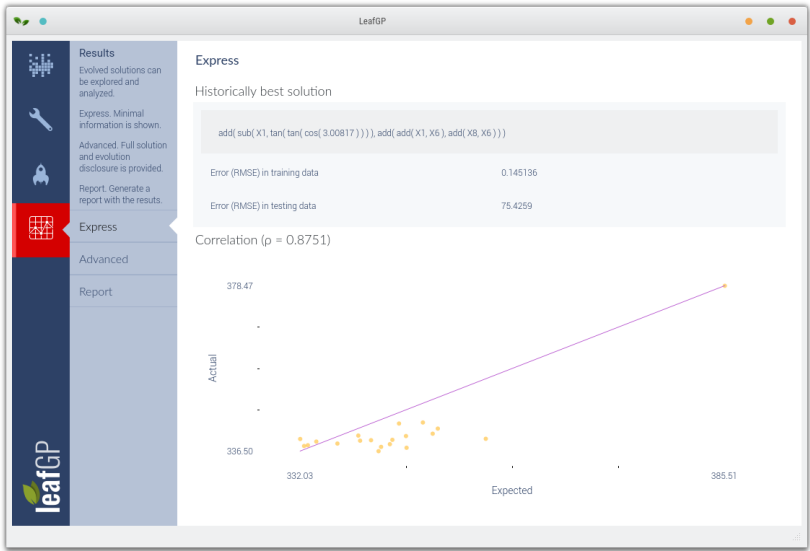 LeafGP
Results
Evolved solutions can
be explored and
analyzed.
Express. Minimal
information is shown.
Advanced. Full solution
and evolution
disclosure is provided.
Report. Generate a
report with the resuts.
Express
Advanced
Report
leafGP
Express
Historically best solution
add( sub( X1, tan( tan( cos( 3.00817 ) ) ) ), add( add( X1, X6 ), add( X8, X6 ) ) )
Error (RMSE) in training data 0.145136
Error (RMSE) in testing data 75.4259
Correlation (ρ = 0.8751)
378.47
Actual
336.50
332.03 385.51
Expected